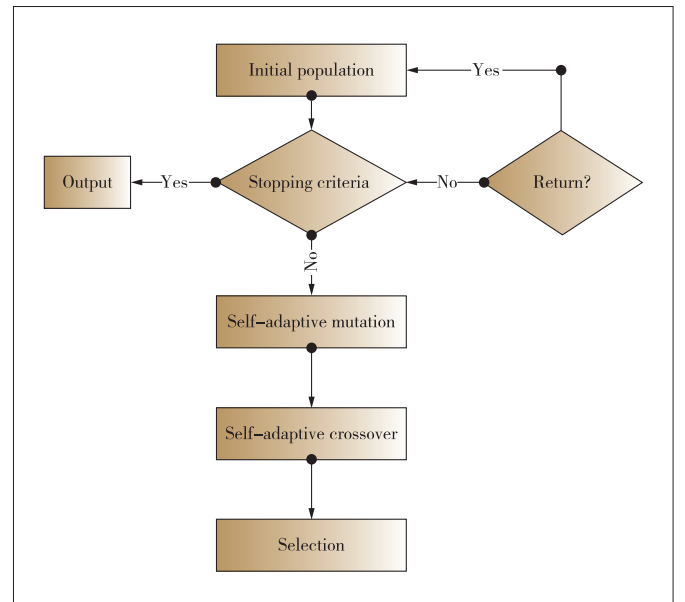 Initial population
Yes
Output
Yes
Stopping criteria
No
Return?
No
Self-adaptive mutation
Self-adaptive crossover
Selection